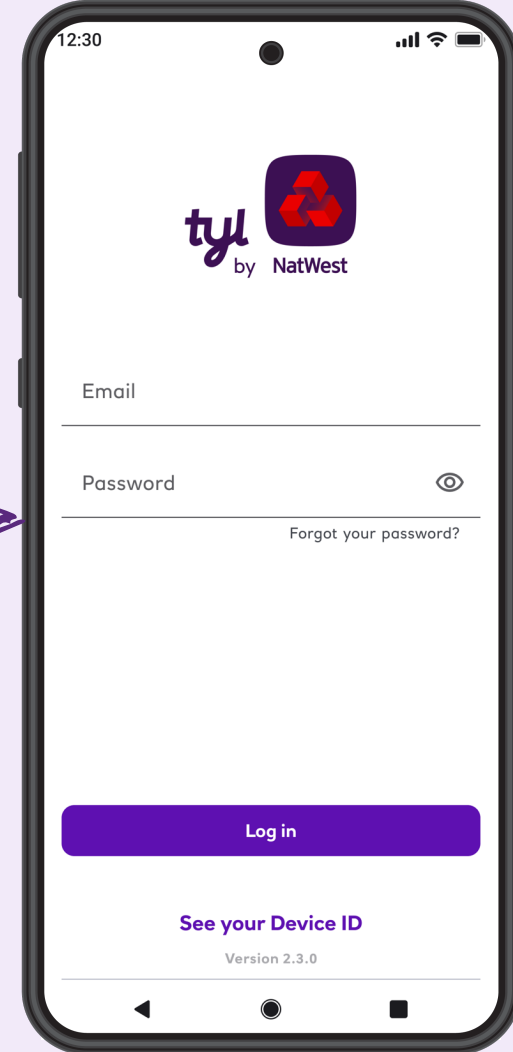 12:30
tyl
by NatWest
Email
Password
Forgot your password?
Log in
See your Device ID
Version 2.3.0